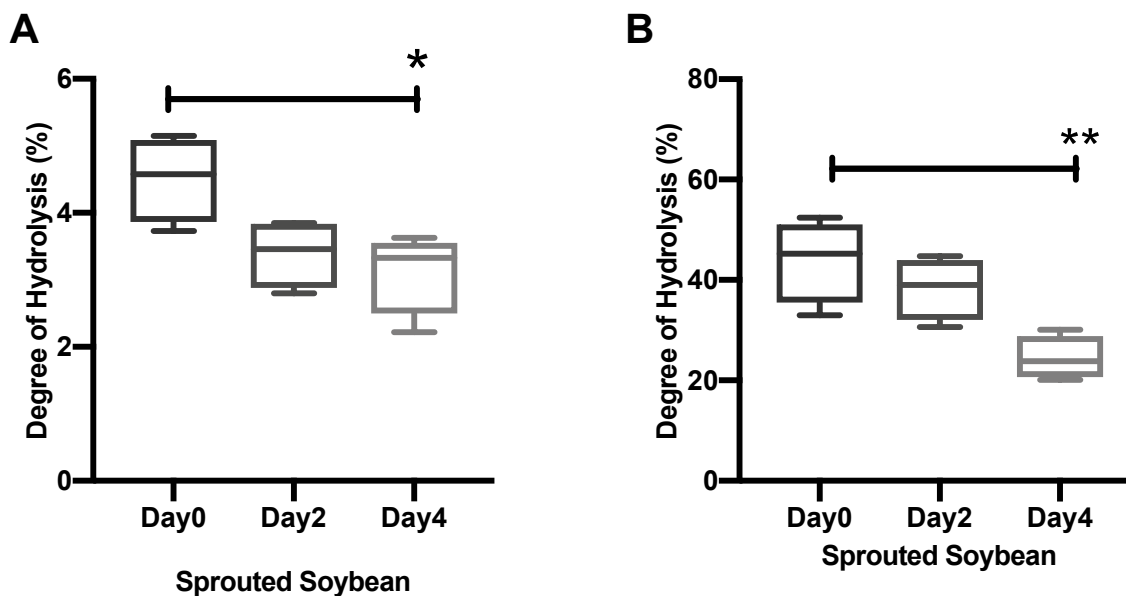 A
Degree of Hydrolysis (%)
6
4
2
0
*
Day0 Day2 Day4
Sprouted Soybean
B
Degree of Hydrolysis (%)
80
60
40
20
0
**
Day0 Day2 Day4
Sprouted Soybean